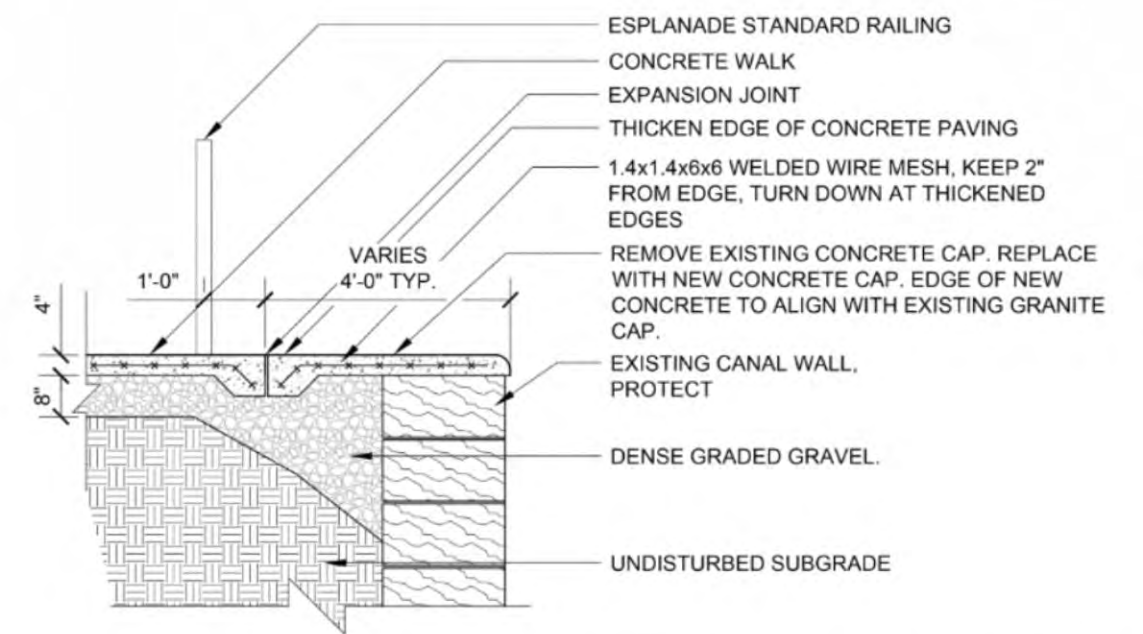 ESPLANADE STANDARD RAILING
CONCRETE WALK
EXPANSION JOINT
THICKEN EDGE OF CONCRETE PAVING
1.4x1.4x6x6 WELDED WIRE MESH, KEEP 2"
FROM EDGE, TURN DOWN AT THICKENED
EDGES
VARIES
1'-0"
4'-0" TYP.
REMOVE EXISTING CONCRETE CAP. REPLACE
WITH NEW CONCRETE CAP. EDGE OF NEW
CONCRETE TO ALIGN WITH EXISTING GRANITE
CAP.
4"
EXISTING CANAL WALL,
PROTECT
8"
DENSE GRADED GRAVEL.
UNDISTURBED SUBGRADE